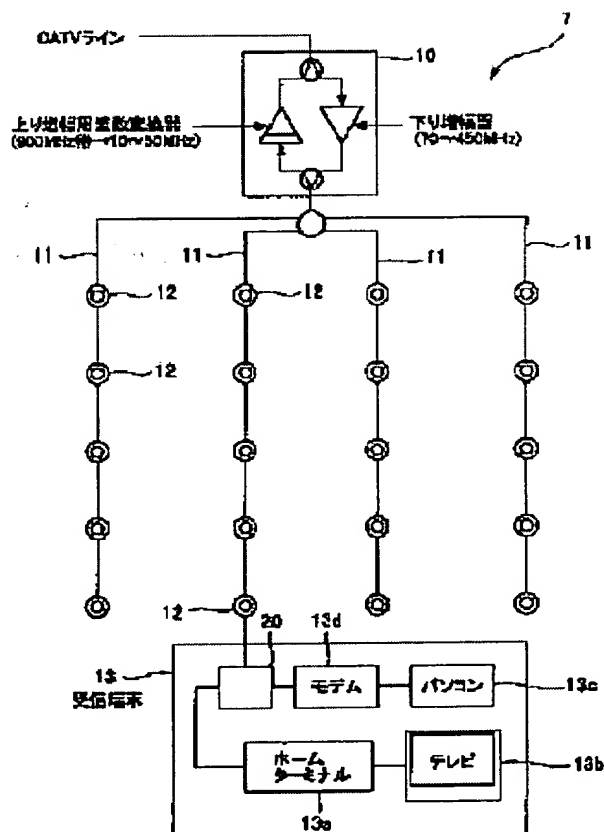 CATVライン
10
7
上り増幅周波数変換器
(900MHz帯→10〜50MHz)
下り増幅器
(70〜450MHz)
11
11
11
11
12
12
12
12
20
13d
13
受信端末
モデム
パソコン
13c
ホーム
ターミナル
テレビ
13b
13a